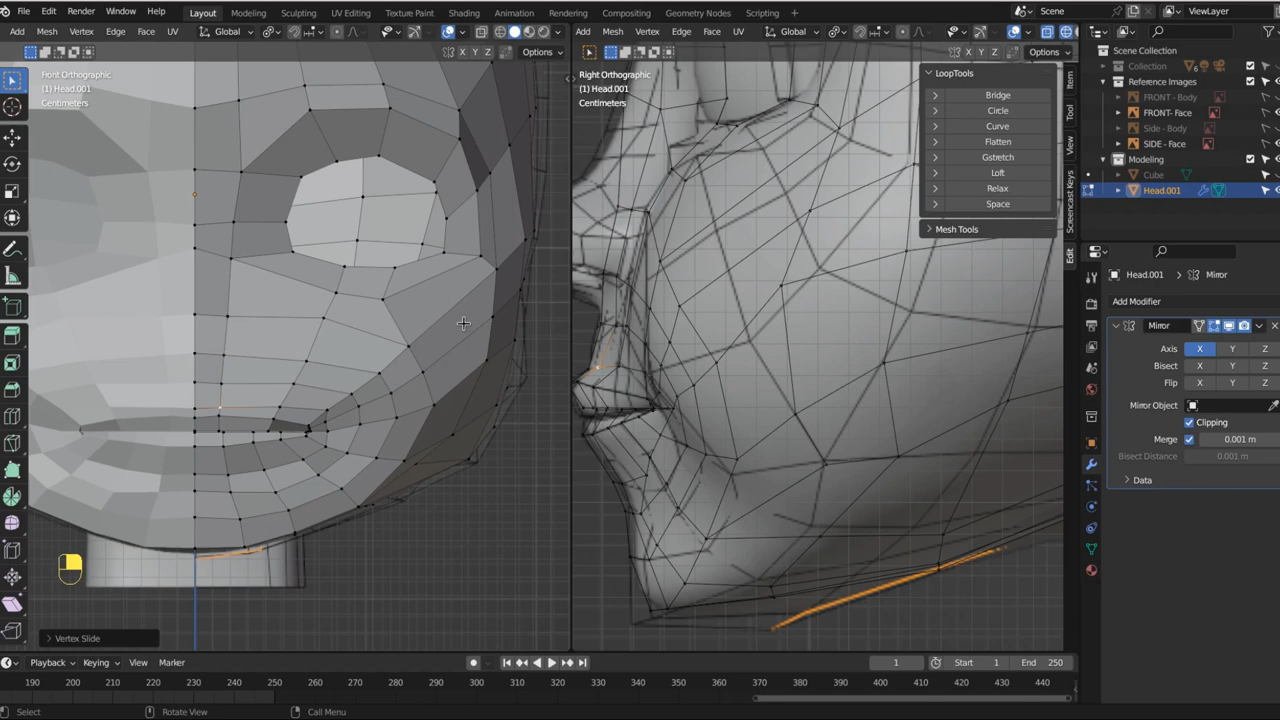 File Edit Render Window Help Layout Modeling Sculpting UV Editing Texture Paint Shading Animation Rendering Compositing Geometry Nodes Scripting Scene ViewLayer
Add Mesh Vertex Edge Face UV Global
Add Mesh Vertex Edge Face UV Global
X Y Z Options
X Y Z Options
Front Orthographic
(1) Head.001
Centimeters
Right Orthographic
(1) Head.001
Centimeters
LoopTools
Bridge
Circle
Curve
Flatten
Gstretch
Loft
Relax
Space
Mesh Tools
Item
Tool
View
Screencast Keys
Edit
Scene Collection
Collection 6
Reference Images
FRONT - Body
FRONT- Face
Side - Body
SIDE - Face
Modeling
Cube
Head.001
Head.001 Mirror
Add Modifier
Mirror
Axis X Y Z
Bisect X Y Z
Flip X Y Z
Mirror Object
Clipping
Merge 0.001 m
Bisect Distance 0.001 m
Data
Vertex Slide
Playback Keying View Marker 1 Start 1 End 250
190 200 210 220 230 240 250 260 270 280 290 300 310 320 330 340 350 360 370 380 390 400 410 420 430 440
Select Rotate View Call Menu